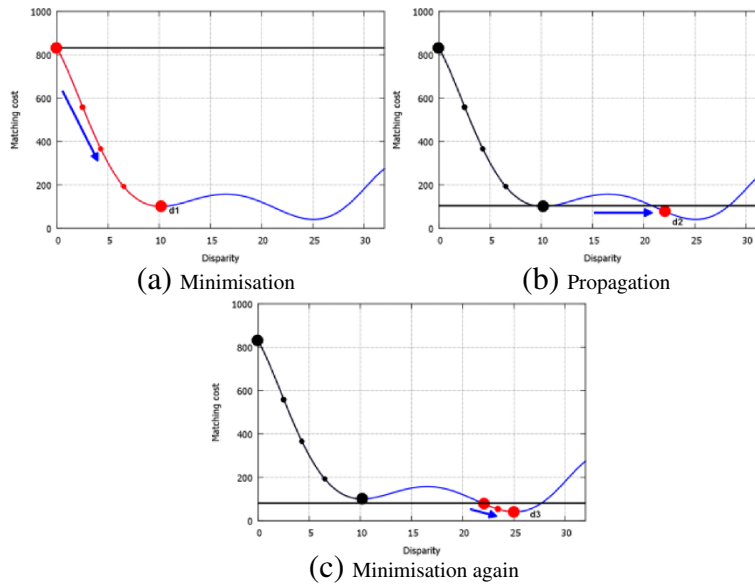 1000
800
600
400
200
0
Matching cost
d1
0 5 10 15 20 25 30
Disparity
(a) Minimisation
1000
800
600
400
200
0
Matching cost
d2
0 5 10 15 20 25 30
Disparity
(b) Propagation
1000
800
600
400
200
0
Matching cost
d3
0 5 10 15 20 25 30
Disparity
(c) Minimisation again